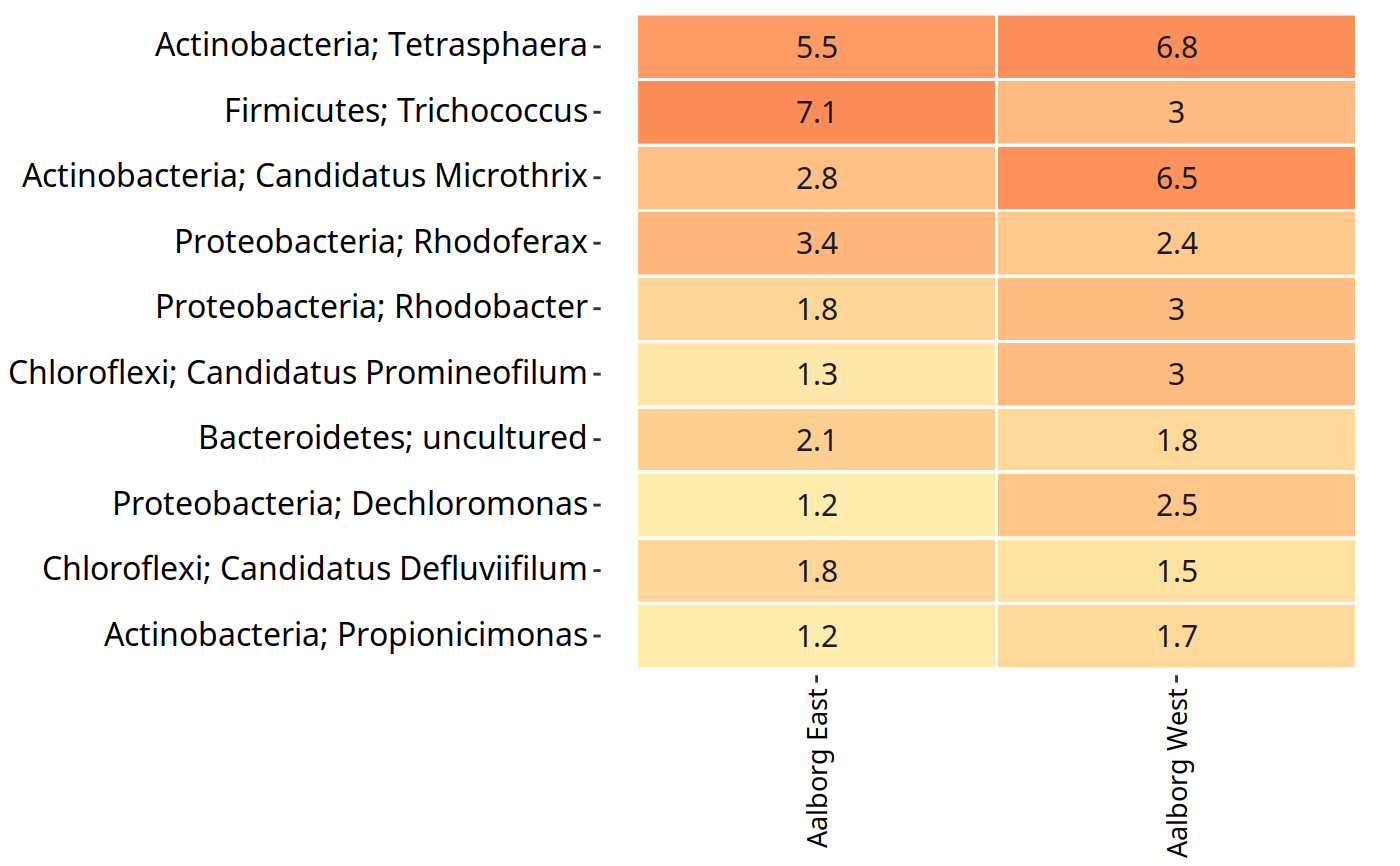 Actinobacteria; Tetrasphaera 5.5 6.8
Firmicutes; Trichococcus 7.1 3
Actinobacteria; Candidatus Microthrix 2.8 6.5
Proteobacteria; Rhodoferax 3.4 2.4
Proteobacteria; Rhodobacter 1.8 3
Chloroflexi; Candidatus Promineofilum 1.3 3
Bacteroidetes; uncultured 2.1 1.8
Proteobacteria; Dechloromonas 1.2 2.5
Chloroflexi; Candidatus Defluviifilum 1.8 1.5
Actinobacteria; Propionicimonas 1.2 1.7
Aalborg East
Aalborg West